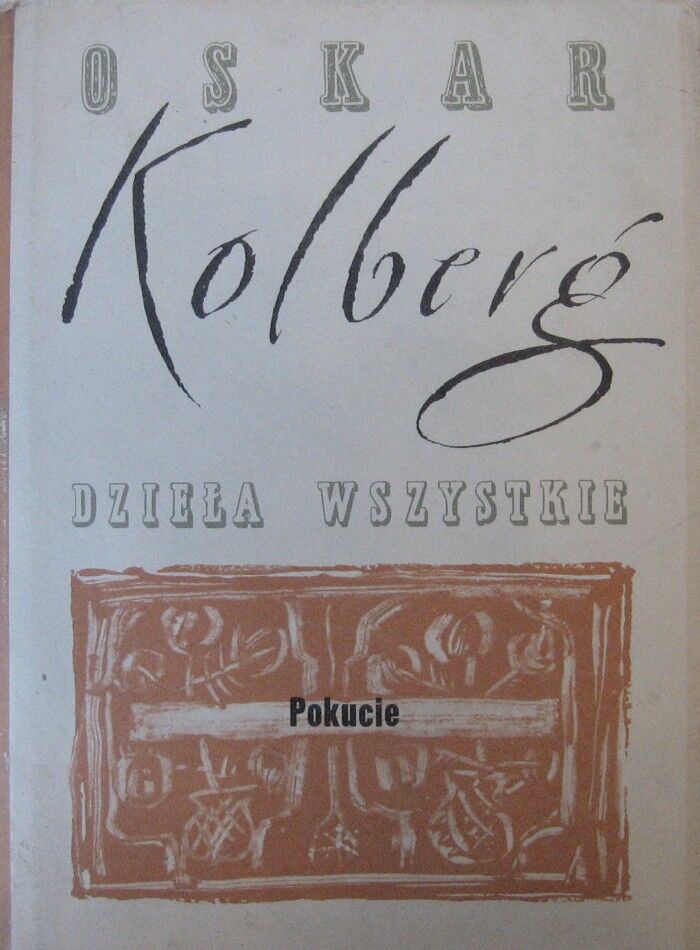 OSKAR
Kolberg
DZIEŁA WSZYSTKIE
Pokucie